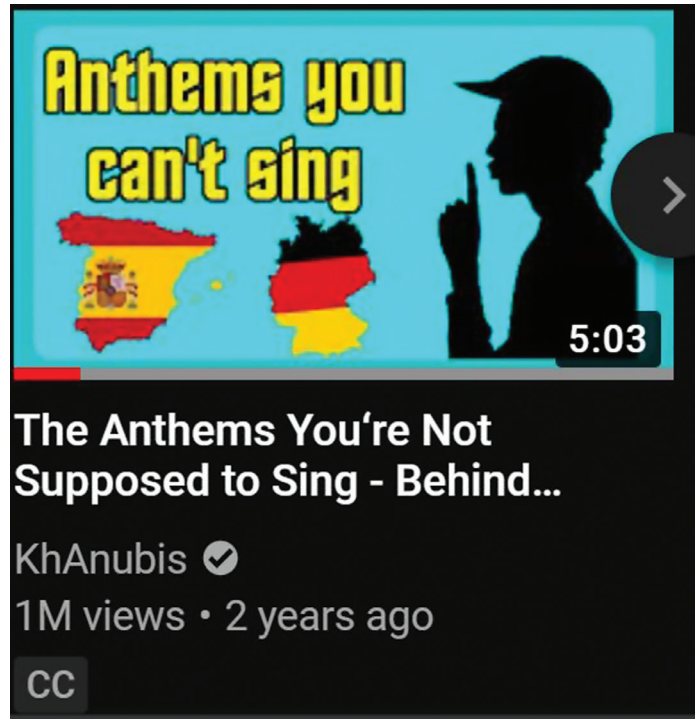 Anthems you
can't sing
5:03
The Anthems You‘re Not
Supposed to Sing - Behind...
KhAnubis
1M views • 2 years ago
CC